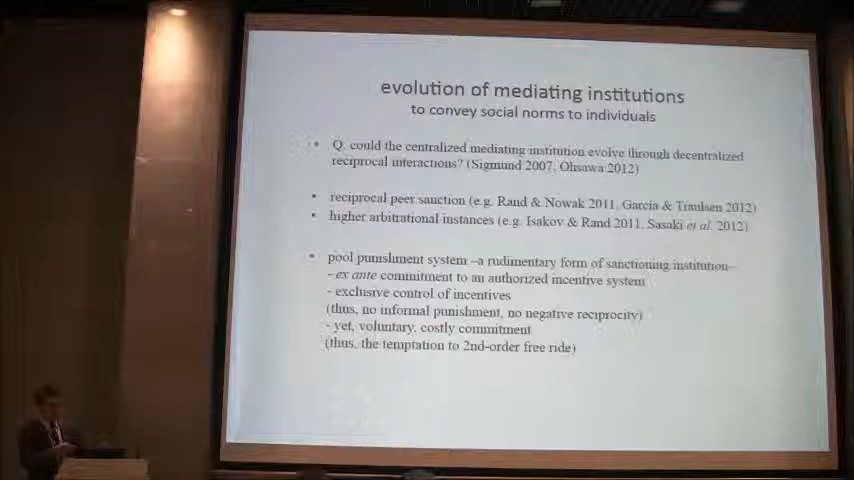 evolution of mediating institutions
to convey social norms to individuals
• Q: could the centralized mediating institution evolve through decentralized
reciprocal interactions? (Sigmund 2007, Ohsawa 2012)
• reciprocal peer sanction (e.g. Rand & Nowak 2011, Garcia & Traulsen 2012)
• higher arbitrational instances (e.g. Isakov & Rand 2011, Sasaki et al. 2012)
• pool punishment system –a rudimentary form of sanctioning institution–
- ex ante commitment to an authorized incentive system
- exclusive control of incentives
(thus, no informal punishment, no negative reciprocity)
- yet, voluntary, costly commitment
(thus, the temptation to 2nd-order free ride)